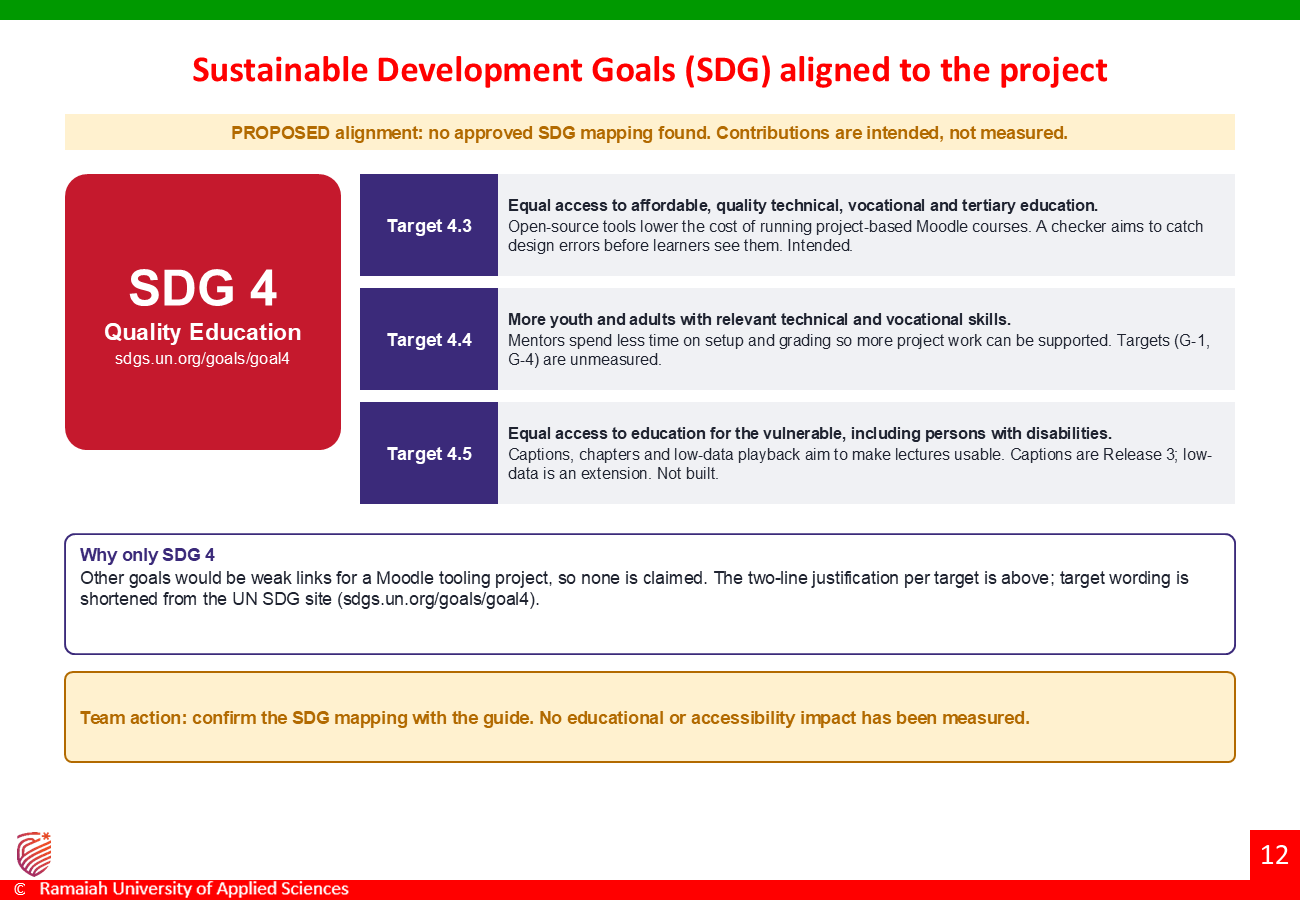 Sustainable Development Goals (SDG) aligned to the project
PROPOSED alignment: no approved SDG mapping found. Contributions are intended, not measured.
SDG 4
Quality Education
sdgs.un.org/goals/goal4
Target 4.3
Equal access to affordable, quality technical, vocational and tertiary education.
Open-source tools lower the cost of running project-based Moodle courses. A checker aims to catch
design errors before learners see them. Intended.
Target 4.4
More youth and adults with relevant technical and vocational skills.
Mentors spend less time on setup and grading so more project work can be supported. Targets (G-1,
G-4) are unmeasured.
Target 4.5
Equal access to education for the vulnerable, including persons with disabilities.
Captions, chapters and low-data playback aim to make lectures usable. Captions are Release 3; low-
data is an extension. Not built.
Why only SDG 4
Other goals would be weak links for a Moodle tooling project, so none is claimed. The two-line justification per target is above; target wording is
shortened from the UN SDG site (sdgs.un.org/goals/goal4).
Team action: confirm the SDG mapping with the guide. No educational or accessibility impact has been measured.
12
© Ramaiah University of Applied Sciences